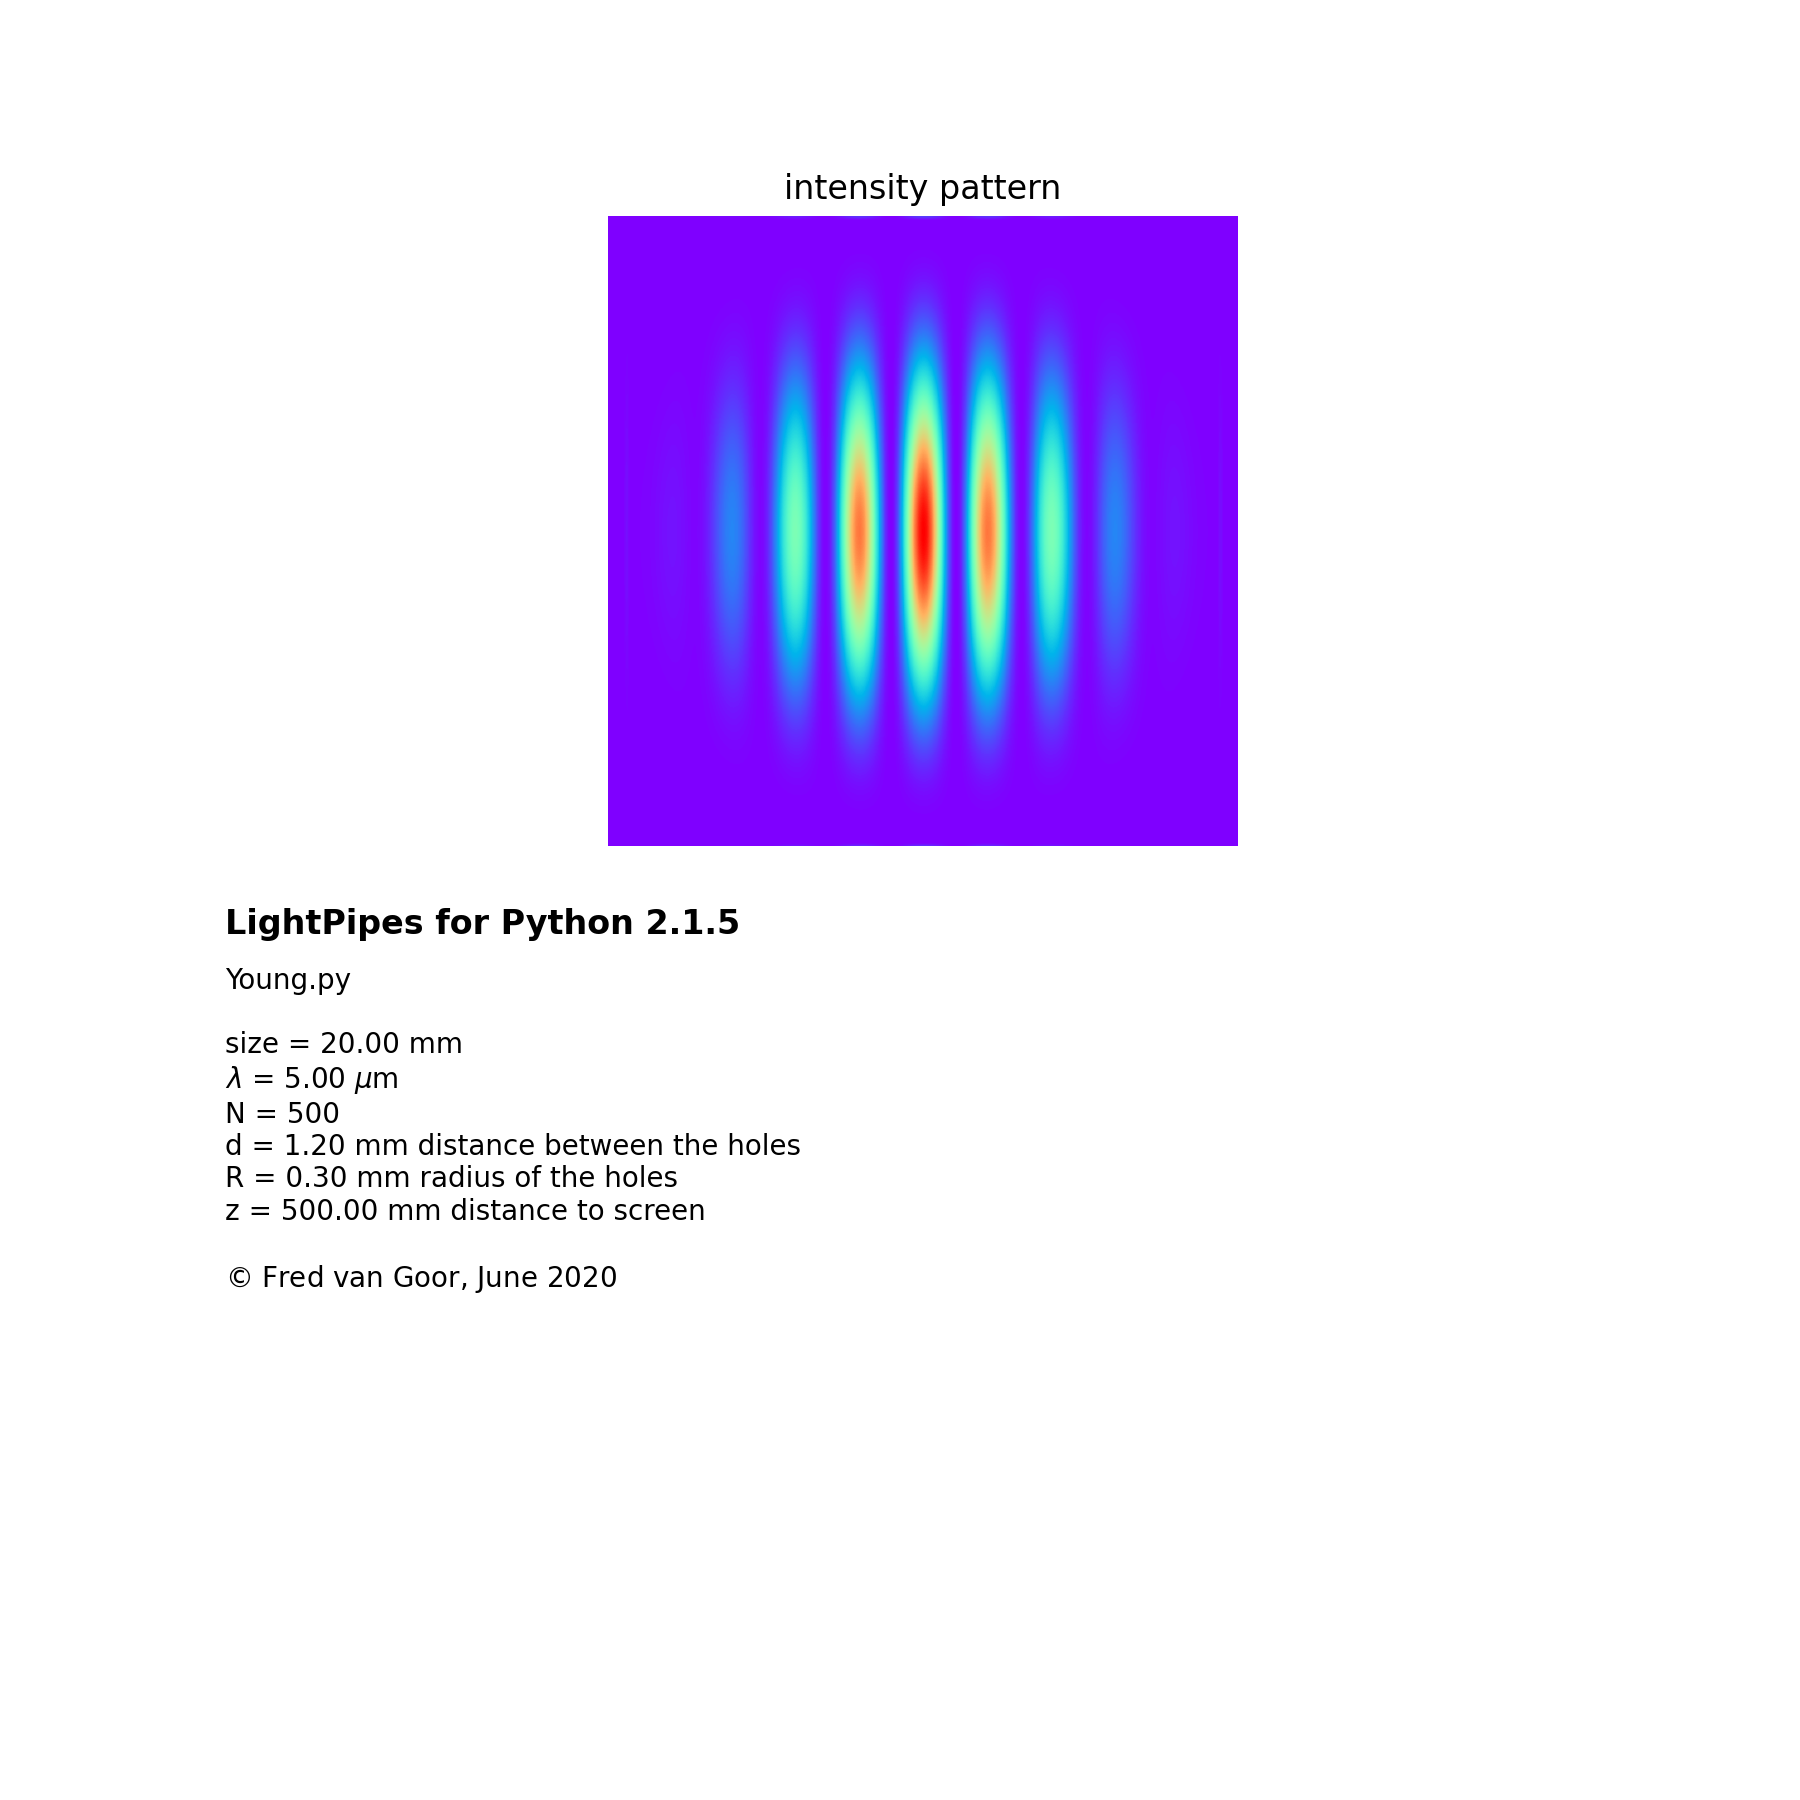 intensity pattern
LightPipes for Python 2.1.5
Young.py
size = 20.00 mm
λ = 5.00 μm
N = 500
d = 1.20 mm distance between the holes
R = 0.30 mm radius of the holes
z = 500.00 mm distance to screen
© Fred van Goor, June 2020